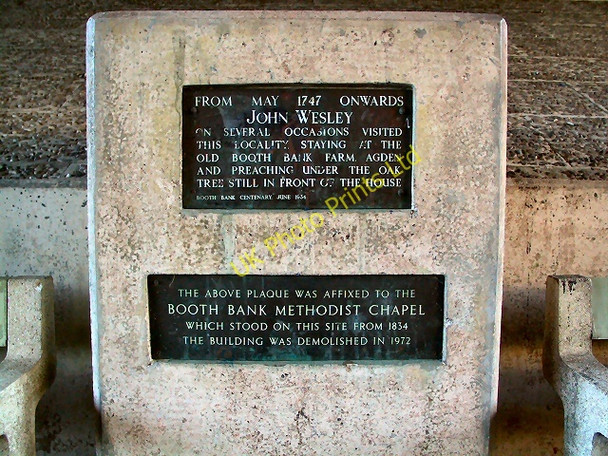 FROM MAY 1747 ONWARDS
JOHN WESLEY
ON SEVERAL OCCASIONS VISITED
THIS LOCALITY STAYING AT THE
OLD BOOTH BANK FARM, AGDEN
AND PREACHING UNDER THE OAK
TREE STILL IN FRONT OF THE HOUSE
BOOTH BANK CENTENARY, JUNE 1934
UK Photo Prints Ltd
THE ABOVE PLAQUE WAS AFFIXED TO THE
BOOTH BANK METHODIST CHAPEL
WHICH STOOD ON THIS SITE FROM 1834
THE BUILDING WAS DEMOLISHED IN 1972